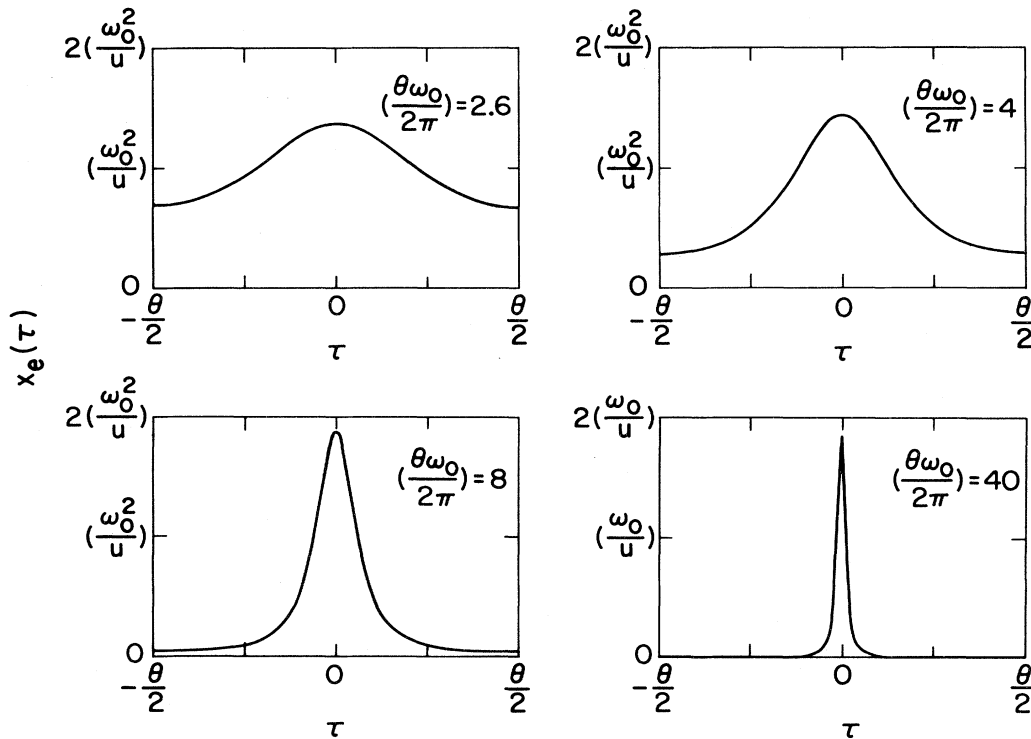 x_e(τ)
2(ω₀²/u)
(θω₀/2π)=2.6
(ω₀²/u)
0
-θ/2 0 θ/2
τ
2(ω₀²/u)
(θω₀/2π)=4
(ω₀²/u)
0
-θ/2 0 θ/2
τ
2(ω₀²/u)
(θω₀/2π)=8
(ω₀²/u)
0
-θ/2 0 θ/2
τ
2(ω₀/u)
(θω₀/2π)=40
(ω₀/u)
0
-θ/2 0 θ/2
τ